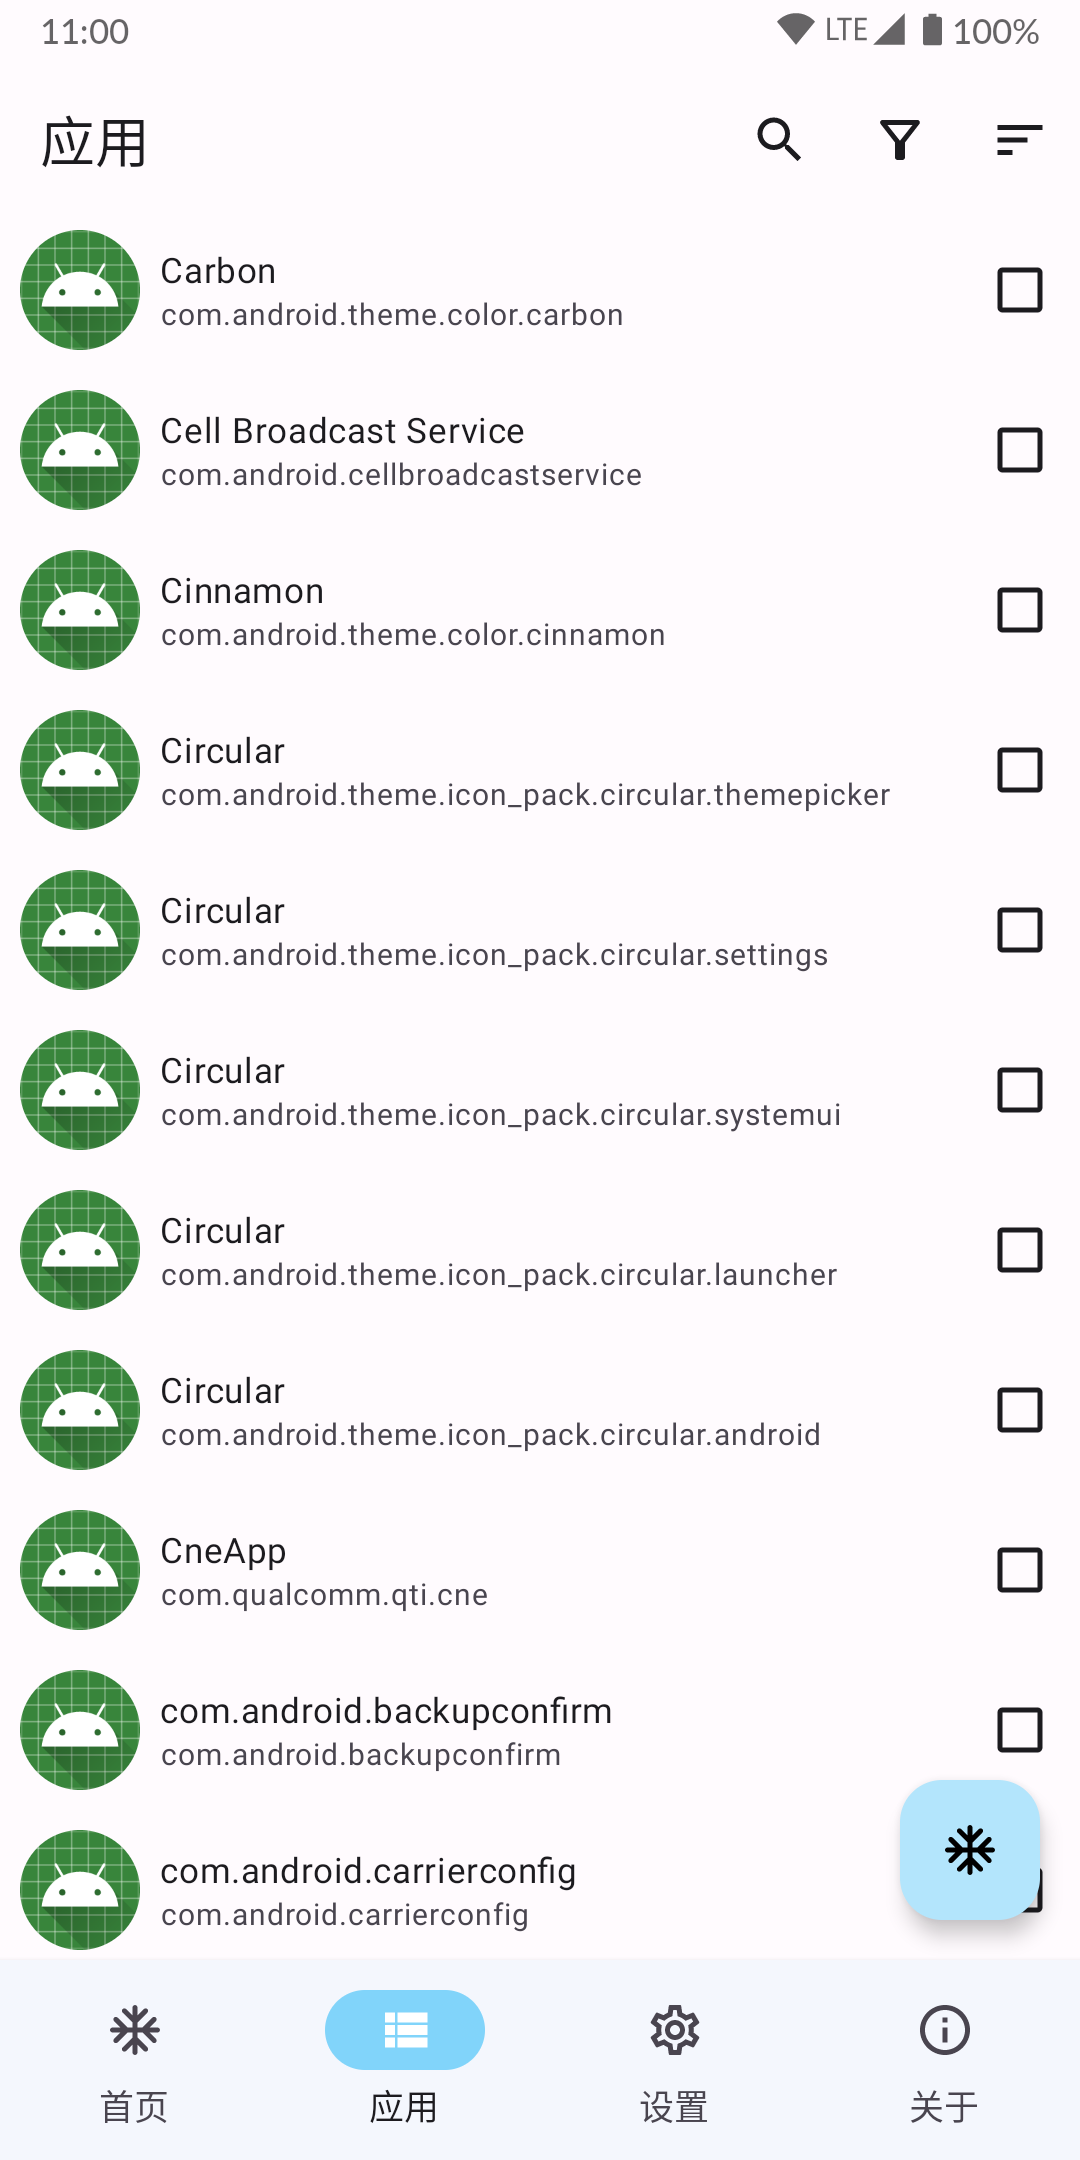 11:00 LTE 100%
应用
Carbon
com.android.theme.color.carbon
Cell Broadcast Service
com.android.cellbroadcastservice
Cinnamon
com.android.theme.color.cinnamon
Circular
com.android.theme.icon_pack.circular.themepicker
Circular
com.android.theme.icon_pack.circular.settings
Circular
com.android.theme.icon_pack.circular.systemui
Circular
com.android.theme.icon_pack.circular.launcher
Circular
com.android.theme.icon_pack.circular.android
CneApp
com.qualcomm.qti.cne
com.android.backupconfirm
com.android.backupconfirm
com.android.carrierconfig
com.android.carrierconfig
首页 应用 设置 关于